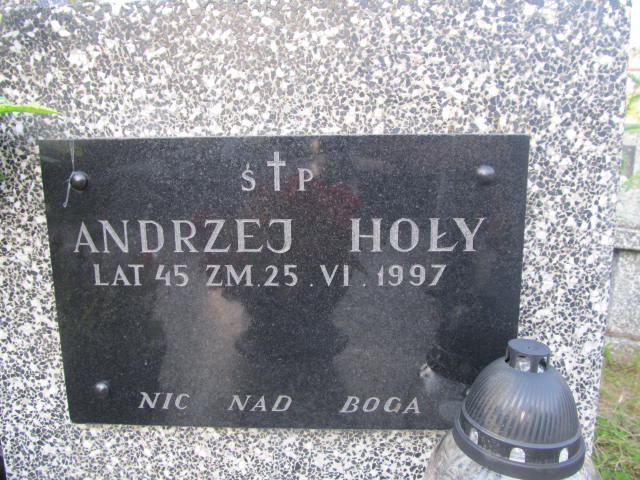 Ś✝P
ANDRZEJ HOŁY
LAT 45 ZM. 25. VI. 1997
NIC NAD BOGA